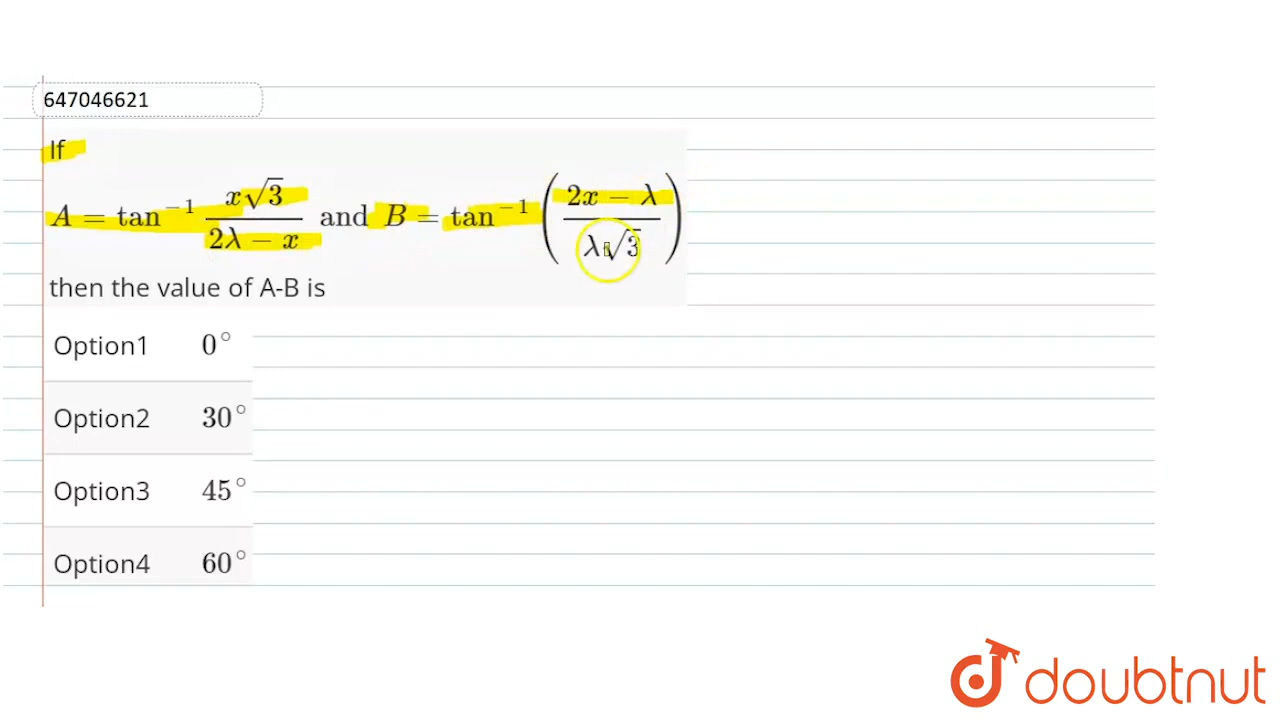 647046621
If
A = tan⁻¹ x√3/(2λ − x) and B = tan⁻¹ ((2x − λ)/(λ√3))
then the value of A-B is
Option1 0°
Option2 30°
Option3 45°
Option4 60°
doubtnut